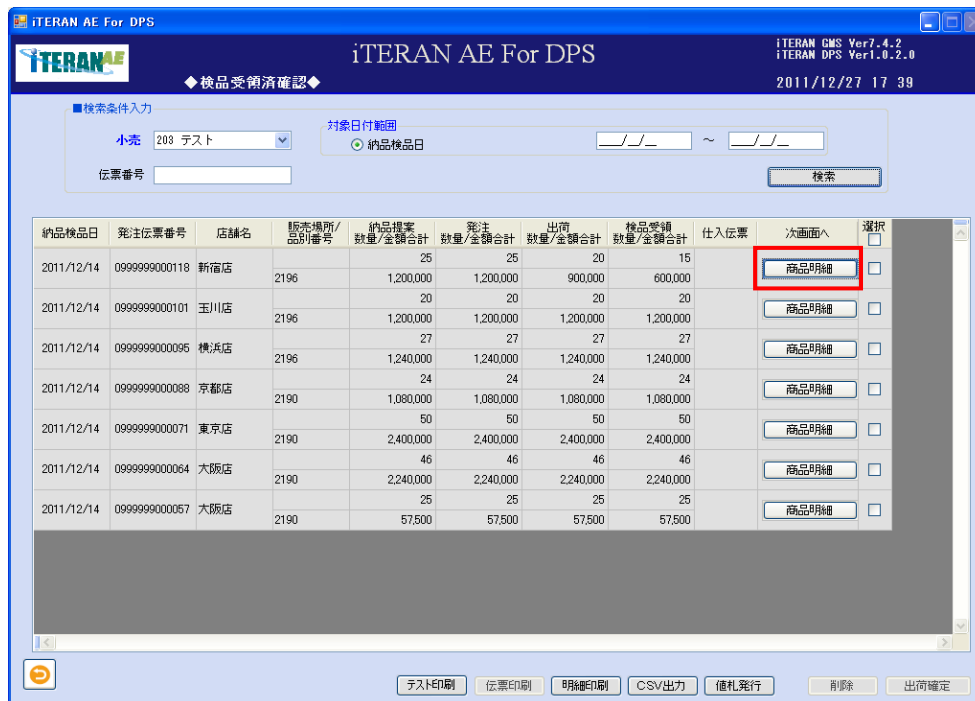 iTERAN AE For DPS
iTERAN AE
iTERAN AE For DPS
iTERAN GMS Ver7.4.2
iTERAN DPS Ver1.0.2.0
◆検品受領済確認◆
2011/12/27 17 39
■検索条件入力
小売 203 テスト
対象日付範囲
納品検品日 __/_/_ ~ __/_/_
伝票番号
検索
納品検品日 発注伝票番号 店舗名 販売場所/品別番号 納品提案数量/金額合計 発注数量/金額合計 出荷数量/金額合計 検品受領数量/金額合計 仕入伝票 次画面へ 選択
25 25 20 15
2011/12/14 0999999000118 新宿店 商品明細
2196 1,200,000 1,200,000 900,000 600,000
20 20 20 20
2011/12/14 0999999000101 玉川店 商品明細
2196 1,200,000 1,200,000 1,200,000 1,200,000
27 27 27 27
2011/12/14 0999999000095 横浜店 商品明細
2196 1,240,000 1,240,000 1,240,000 1,240,000
24 24 24 24
2011/12/14 0999999000088 京都店 商品明細
2190 1,080,000 1,080,000 1,080,000 1,080,000
50 50 50 50
2011/12/14 0999999000071 東京店 商品明細
2190 2,400,000 2,400,000 2,400,000 2,400,000
46 46 46 46
2011/12/14 0999999000064 大阪店 商品明細
2190 2,240,000 2,240,000 2,240,000 2,240,000
25 25 25 25
2011/12/14 0999999000057 大阪店 商品明細
2190 57,500 57,500 57,500 57,500
テスト印刷 伝票印刷 明細印刷 CSV出力 値札発行 削除 出荷確定